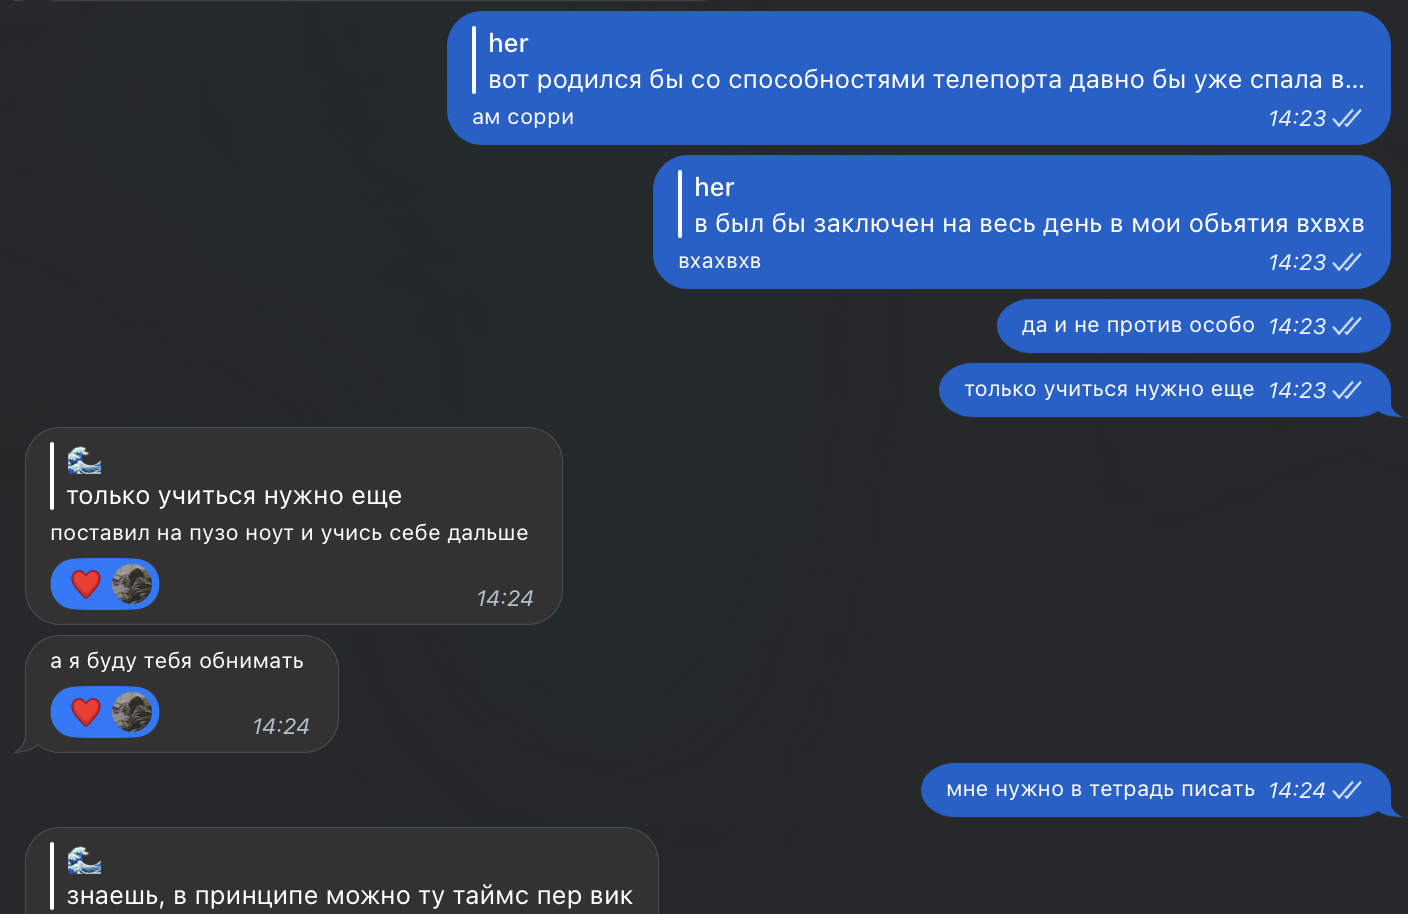 her
вот родился бы со способностями телепорта давно бы уже спала в...
ам сорри
14:23
her
в был бы заключен на весь день в мои обьятия вхвхв
вхахвхв
14:23
да и не против особо 14:23
только учиться нужно еще 14:23
🌊
только учиться нужно еще
поставил на пузо ноут и учись себе дальше
❤️
14:24
а я буду тебя обнимать
❤️
14:24
мне нужно в тетрадь писать 14:24
🌊
знаешь, в принципе можно ту таймс пер вик